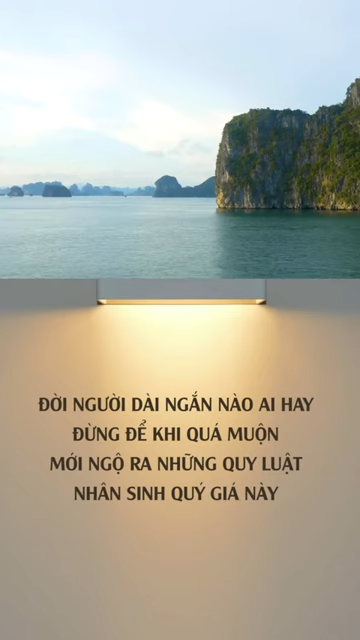 ĐỜI NGƯỜI DÀI NGẮN NÀO AI HAY
ĐỪNG ĐỂ KHI QUÁ MUỘN
MỚI NGỘ RA NHỮNG QUY LUẬT
NHÂN SINH QUÝ GIÁ NÀY